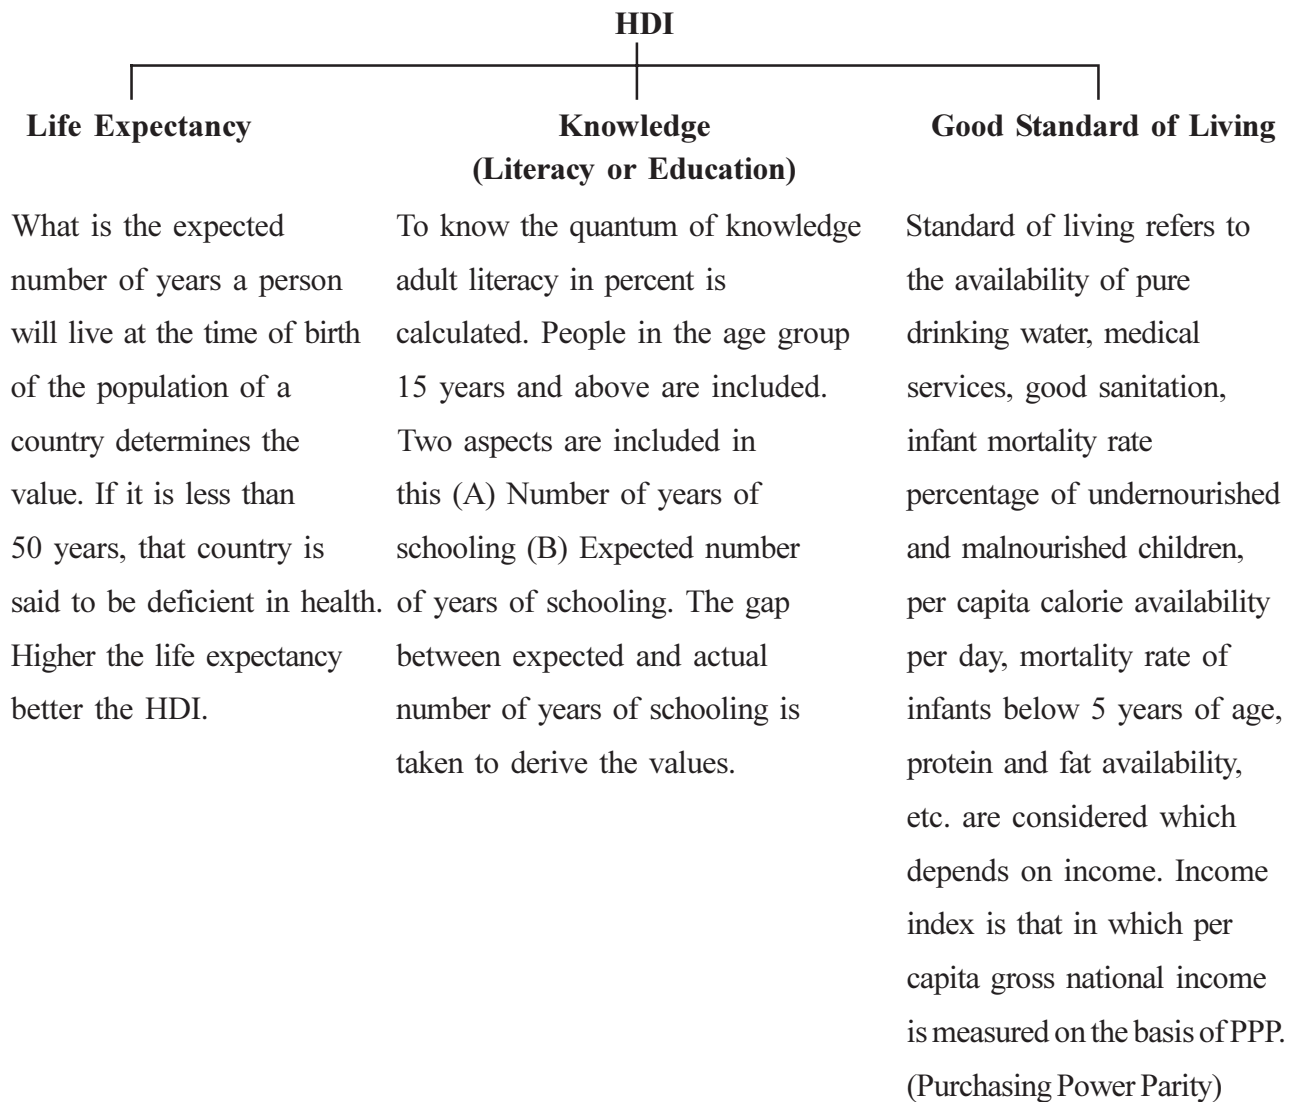 HDI
Life Expectancy
What is the expected
number of years a person
will live at the time of birth
of the population of a
country determines the
value. If it is less than
50 years, that country is
said to be deficient in health.
Higher the life expectancy
better the HDI.
Knowledge
(Literacy or Education)
To know the quantum of knowledge
adult literacy in percent is
calculated. People in the age group
15 years and above are included.
Two aspects are included in
this (A) Number of years of
schooling (B) Expected number
of years of schooling. The gap
between expected and actual
number of years of schooling is
taken to derive the values.
Good Standard of Living
Standard of living refers to
the availability of pure
drinking water, medical
services, good sanitation,
infant mortality rate
percentage of undernourished
and malnourished children,
per capita calorie availability
per day, mortality rate of
infants below 5 years of age,
protein and fat availability,
etc. are considered which
depends on income. Income
index is that in which per
capita gross national income
is measured on the basis of PPP.
(Purchasing Power Parity)